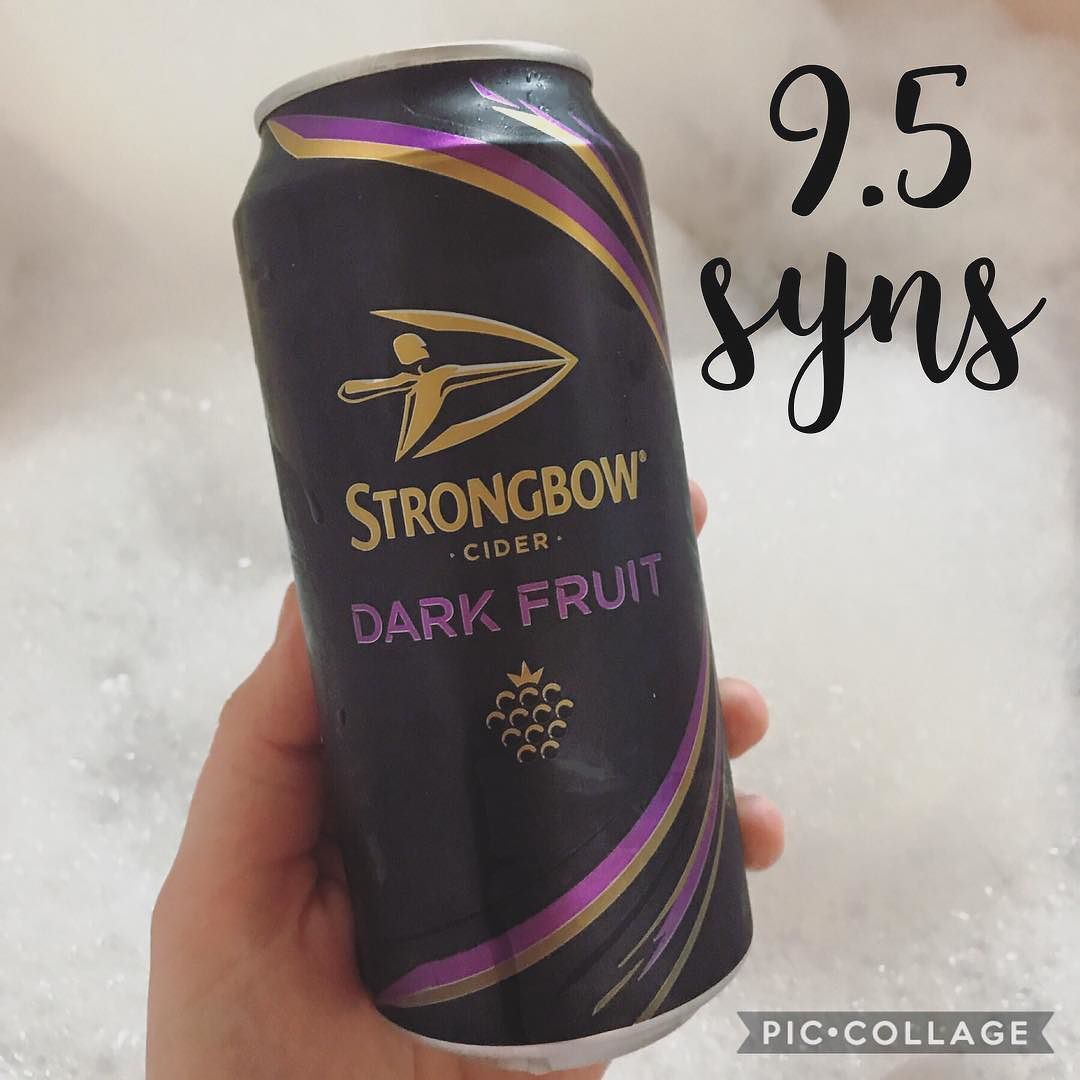 9.5
syns
STRONGBOW®
·CIDER·
DARK FRUIT
PIC•COLLAGE